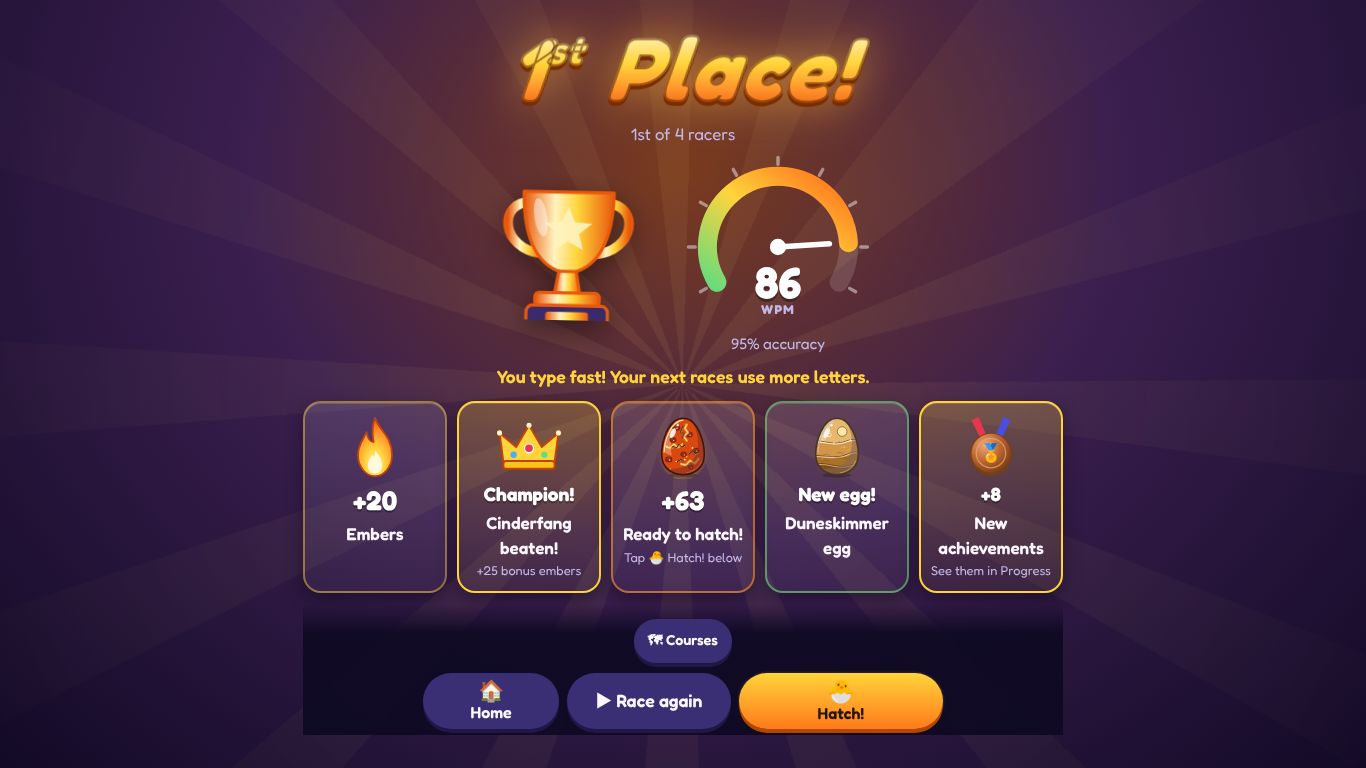 1st Place!
1st of 4 racers
86
WPM
95% accuracy
You type fast! Your next races use more letters.
+20
Embers
Champion!
Cinderfang
beaten!
+25 bonus embers
+63
Ready to hatch!
Tap 🐣 Hatch! below
New egg!
Duneskimmer
egg
+8
New
achievements
See them in Progress
Courses
Home
Race again
Hatch!